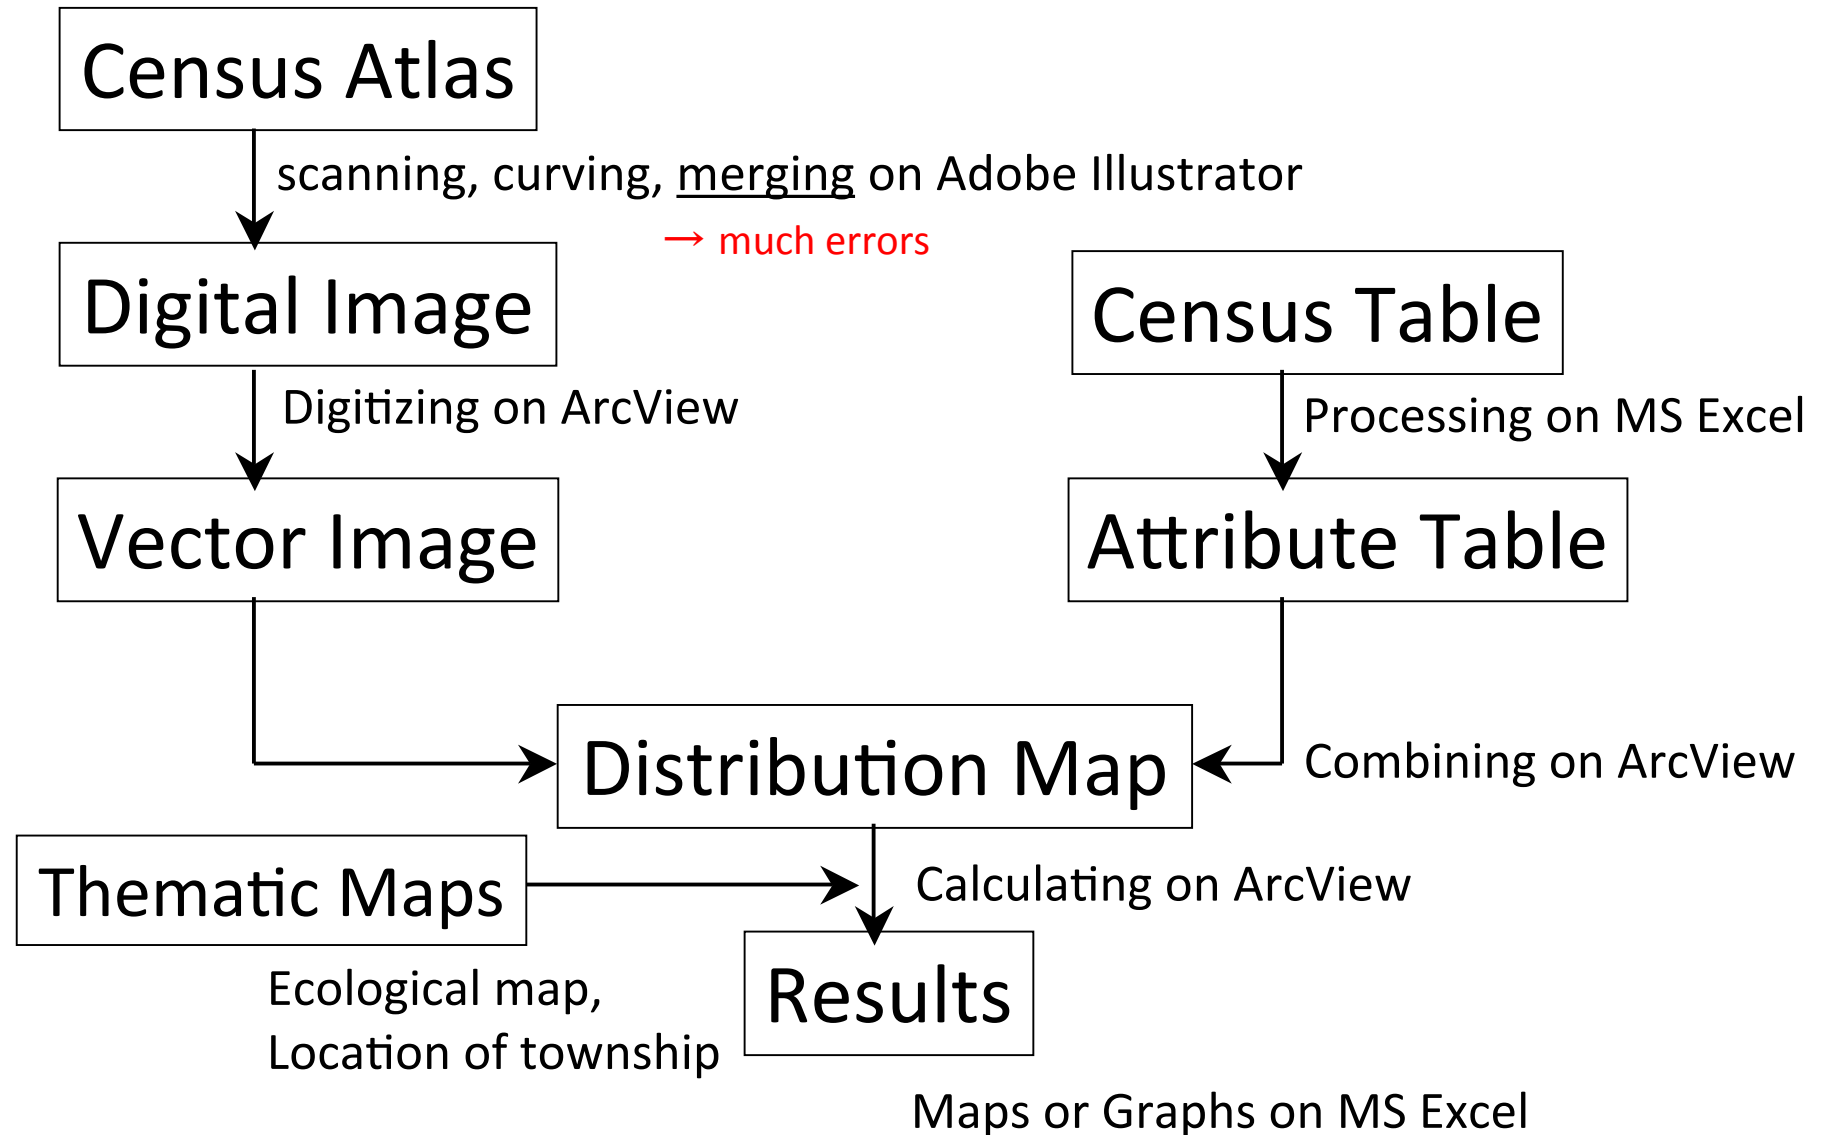 Census Atlas
scanning, curving, merging on Adobe Illustrator
→ much errors
Digital Image
Census Table
Digitizing on ArcView
Processing on MS Excel
Vector Image
Attribute Table
Distribution Map
Combining on ArcView
Thematic Maps
Calculating on ArcView
Ecological map,
Location of township
Results
Maps or Graphs on MS Excel